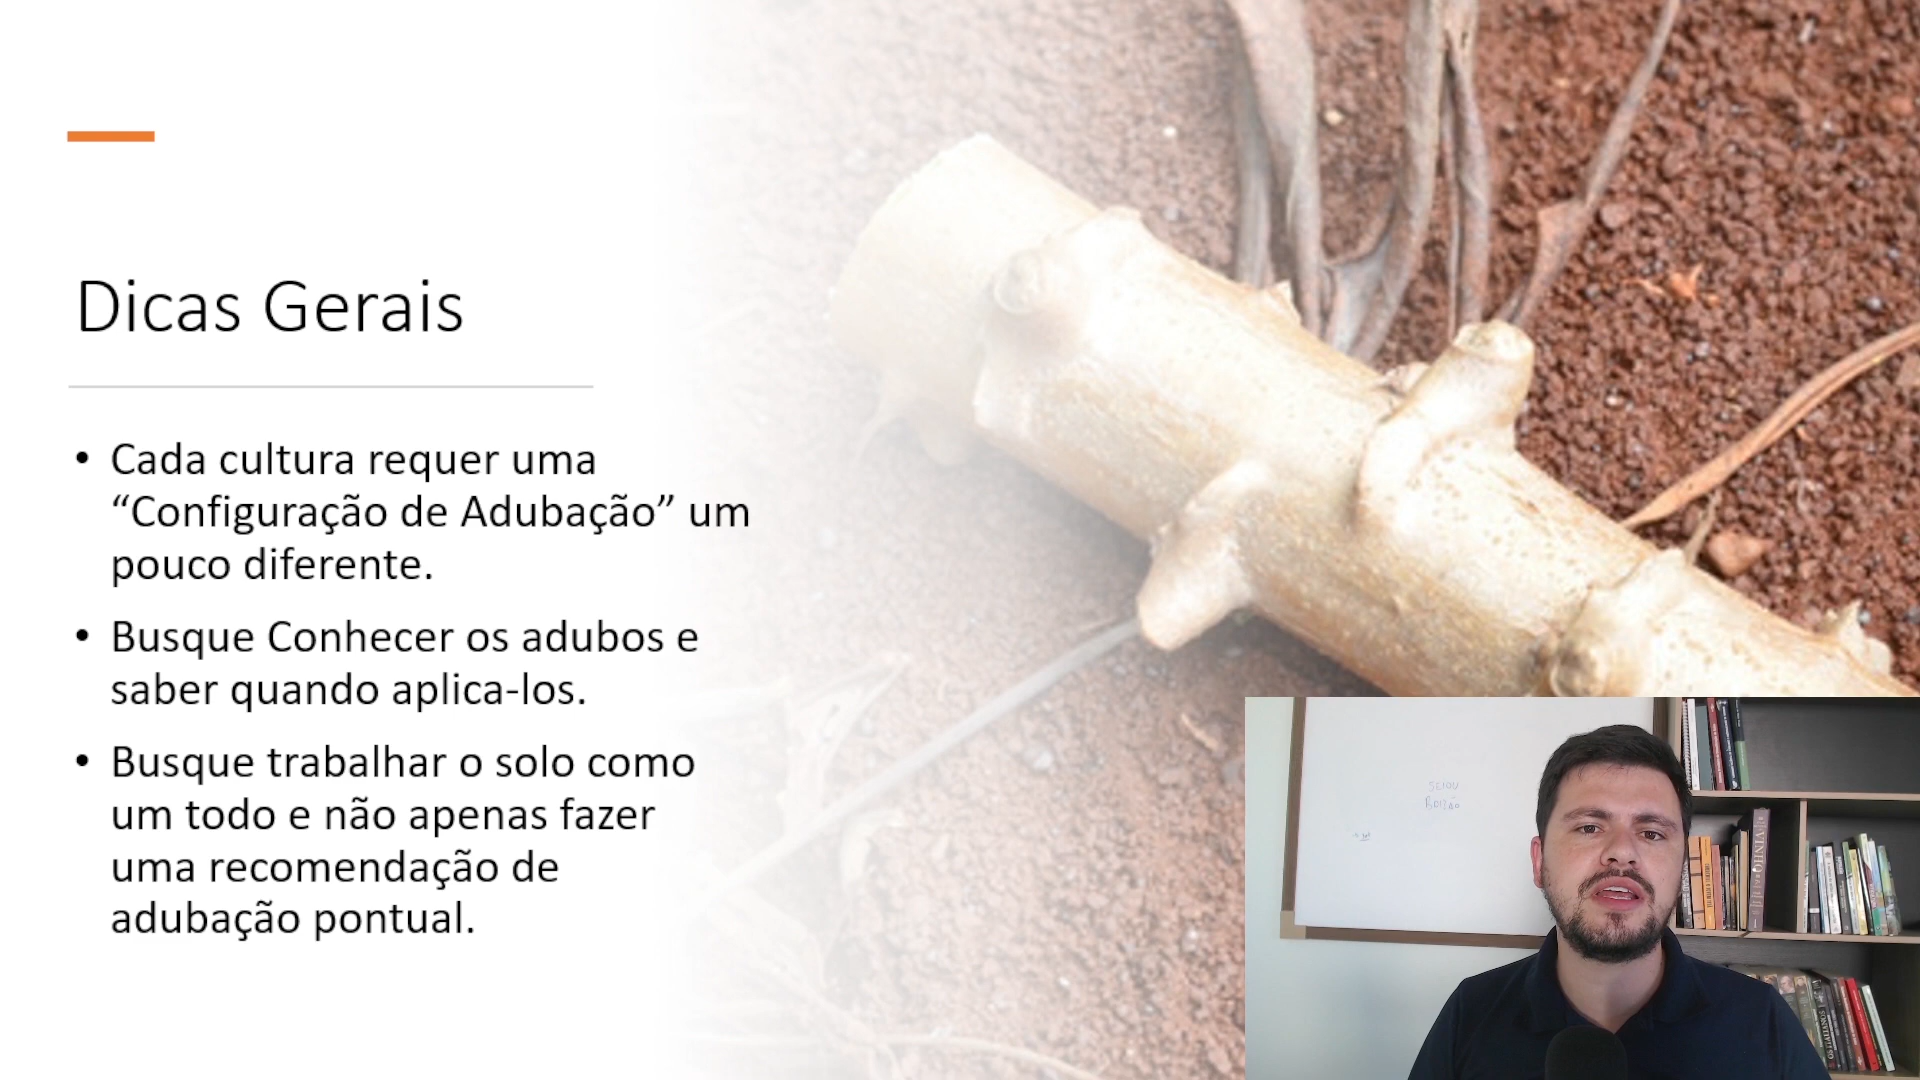 Dicas Gerais
• Cada cultura requer uma
“Configuração de Adubação” um
pouco diferente.
• Busque Conhecer os adubos e
saber quando aplica-los.
• Busque trabalhar o solo como
um todo e não apenas fazer
uma recomendação de
adubação pontual.
VINHO